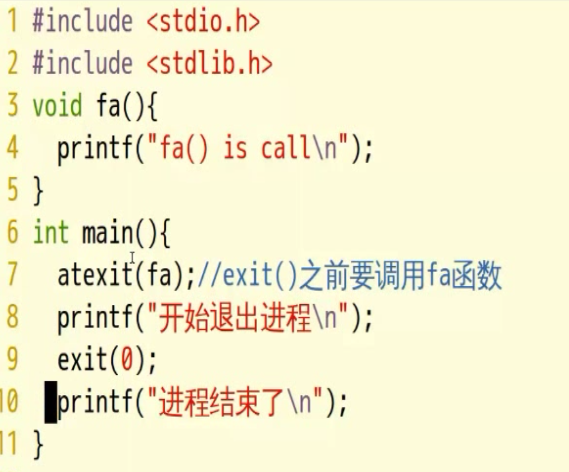 1 #include <stdio.h>
2 #include <stdlib.h>
3 void fa(){
4   printf("fa() is call\n");
5 }
6 int main(){
7   atexit(fa);//exit()之前要调用fa函数
8   printf("开始退出进程\n");
9   exit(0);
10   printf("进程结束了\n");
11 }